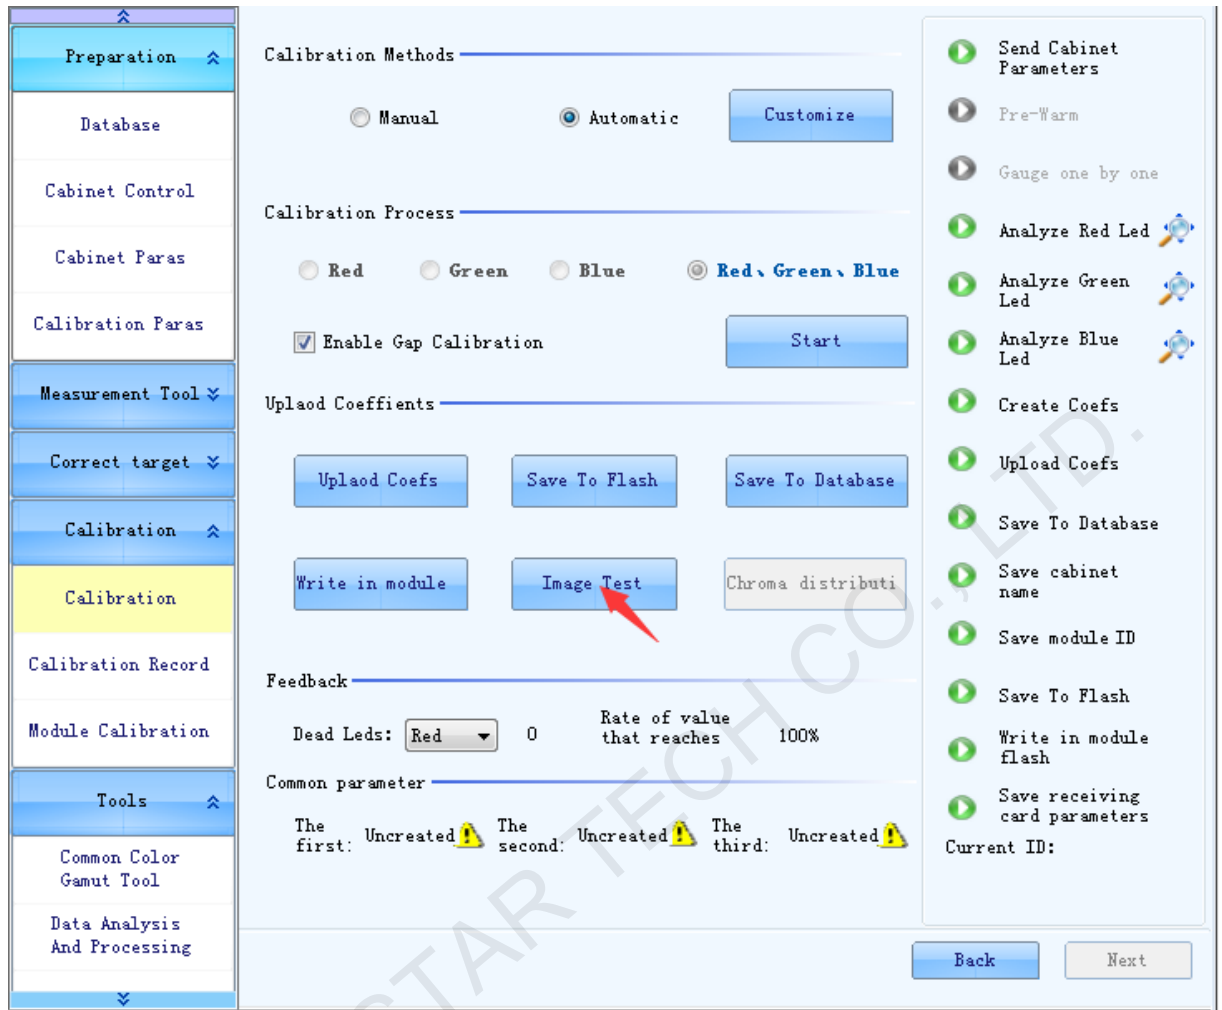 Preparation
Database
Cabinet Control
Cabinet Paras
Calibration Paras
Measurement Tool
Correct target
Calibration
Calibration
Calibration Record
Module Calibration
Tools
Common Color
Gamut Tool
Data Analysis
And Processing
Calibration Methods
Manual
Automatic
Customize
Calibration Process
Red
Green
Blue
Red、Green、Blue
Enable Gap Calibration
Start
Uplaod Coeffients
Uplaod Coefs
Save To Flash
Save To Database
Write in module
Image Test
Chroma distributi
Feedback
Dead Leds:
Red
0
Rate of value
that reaches
100%
Common parameter
The
first:
Uncreated
The
second:
Uncreated
The
third:
Uncreated
Send Cabinet
Parameters
Pre-Warm
Gauge one by one
Analyze Red Led
Analyze Green
Led
Analyze Blue
Led
Create Coefs
Upload Coefs
Save To Database
Save cabinet
name
Save module ID
Save To Flash
Write in module
flash
Save receiving
card parameters
Current ID:
Back
Next
STAR TECH CO.,LTD.